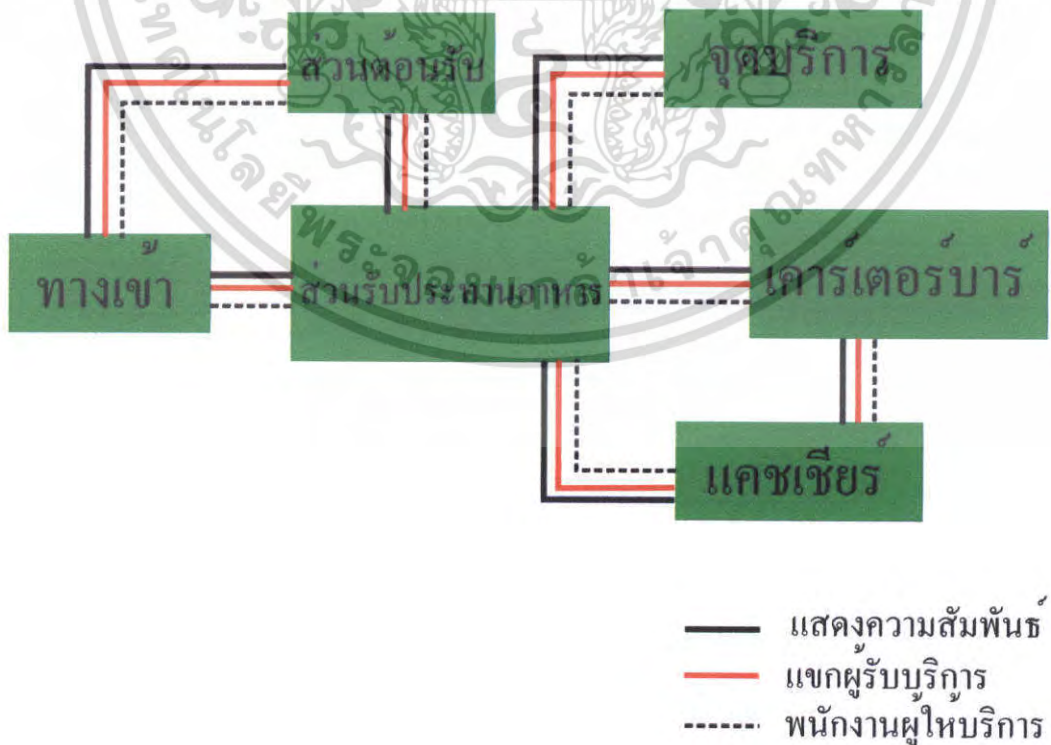 ส่วนต้อนรับ
จุดบริการ
ทางเข้า
ส่วนรับประทานอาหาร
เคาร์เตอร์บาร์
แคชเชียร์
แสดงความสัมพันธ์
แขกผู้รับบริการ
พนักงานผู้ให้บริการ